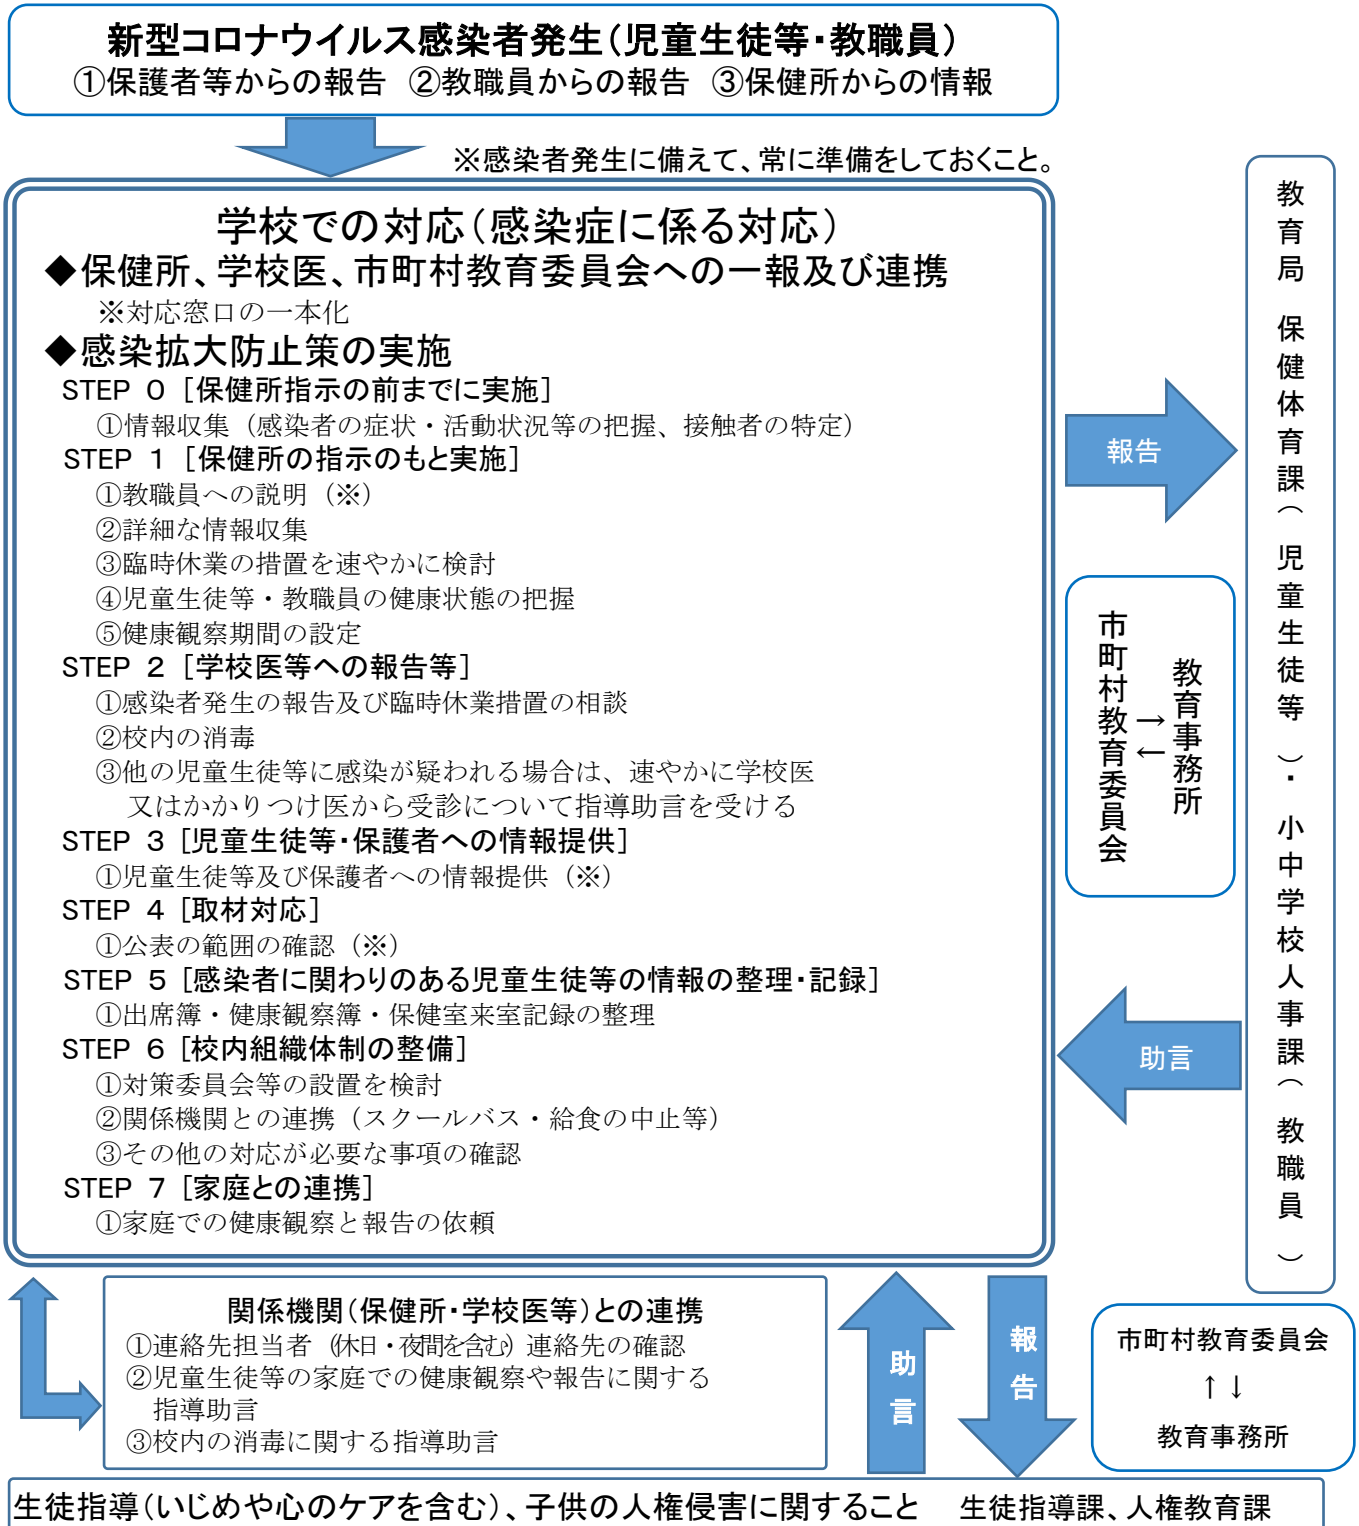 新型コロナウイルス感染者発生（児童生徒等・教職員）
①保護者等からの報告　②教職員からの報告　③保健所からの情報
※感染者発生に備えて、常に準備をしておくこと。
学校での対応（感染症に係る対応）
◆保健所、学校医、市町村教育委員会への一報及び連携
※対応窓口の一本化
◆感染拡大防止策の実施
STEP ０ ［保健所指示の前までに実施］
①情報収集（感染者の症状・活動状況等の把握、接触者の特定）
STEP １ ［保健所の指示のもと実施］
①教職員への説明（※）
②詳細な情報収集
③臨時休業の措置を速やかに検討
④児童生徒等・教職員の健康状態の把握
⑤健康観察期間の設定
STEP ２ ［学校医等への報告等］
①感染者発生の報告及び臨時休業措置の相談
②校内の消毒
③他の児童生徒等に感染が疑われる場合は、速やかに学校医
又はかかりつけ医から受診について指導助言を受ける
STEP ３ ［児童生徒等・保護者への情報提供］
①児童生徒等及び保護者への情報提供（※）
STEP ４ ［取材対応］
①公表の範囲の確認（※）
STEP ５ ［感染者に関わりのある児童生徒等の情報の整理・記録］
①出席簿・健康観察簿・保健室来室記録の整理
STEP ６ ［校内組織体制の整備］
①対策委員会等の設置を検討
②関係機関との連携（スクールバス・給食の中止等）
③その他の対応が必要な事項の確認
STEP ７ ［家庭との連携］
①家庭での健康観察と報告の依頼
報告
市町村教育委員会
→
←
教育事務所
助言
教育局　保健体育課（児童生徒等）・小中学校人事課（教職員）
関係機関（保健所・学校医等）との連携
①連絡先担当者（休日・夜間を含む）連絡先の確認
②児童生徒等の家庭での健康観察や報告に関する
指導助言
③校内の消毒に関する指導助言
助言
報告
市町村教育委員会
↑↓
教育事務所
生徒指導（いじめや心のケアを含む）、子供の人権侵害に関すること　生徒指導課、人権教育課